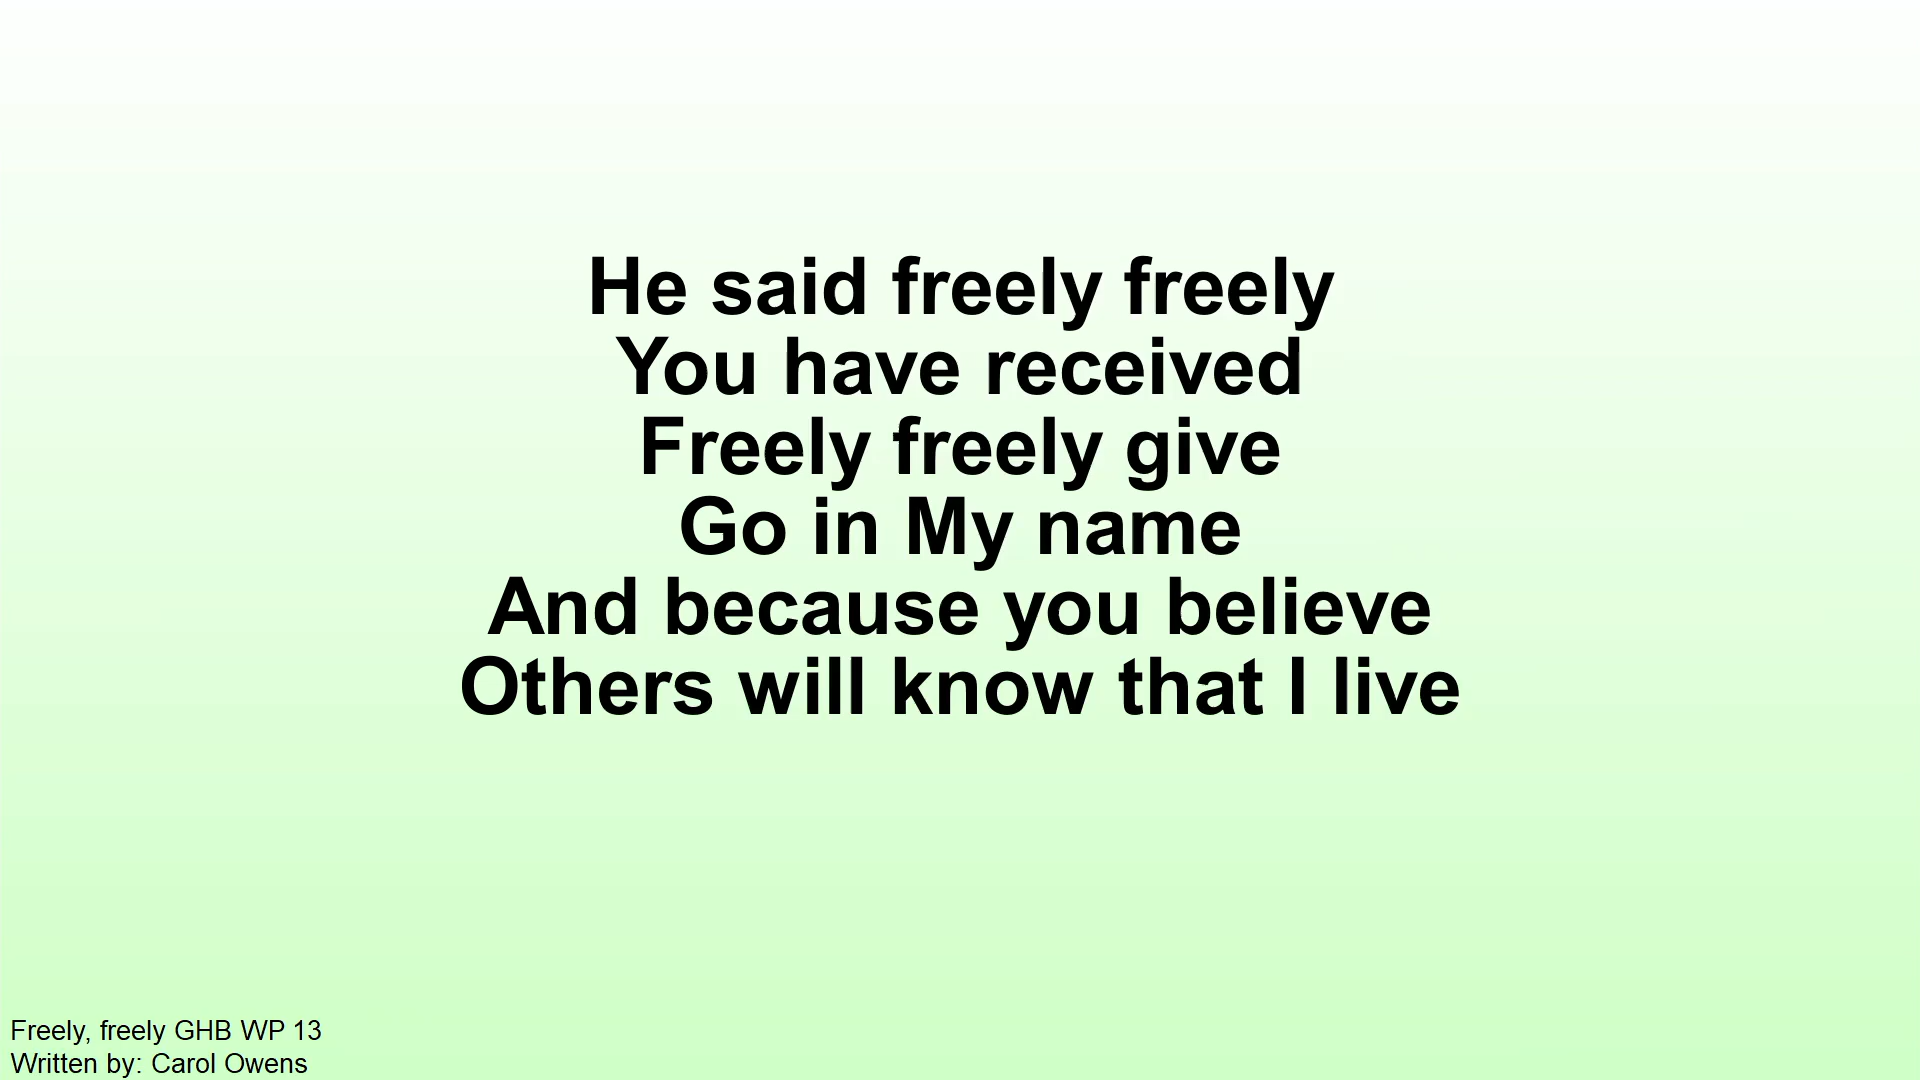 He said freely freely
You have received
Freely freely give
Go in My name
And because you believe
Others will know that I live
Freely, freely GHB WP 13
Written by: Carol Owens